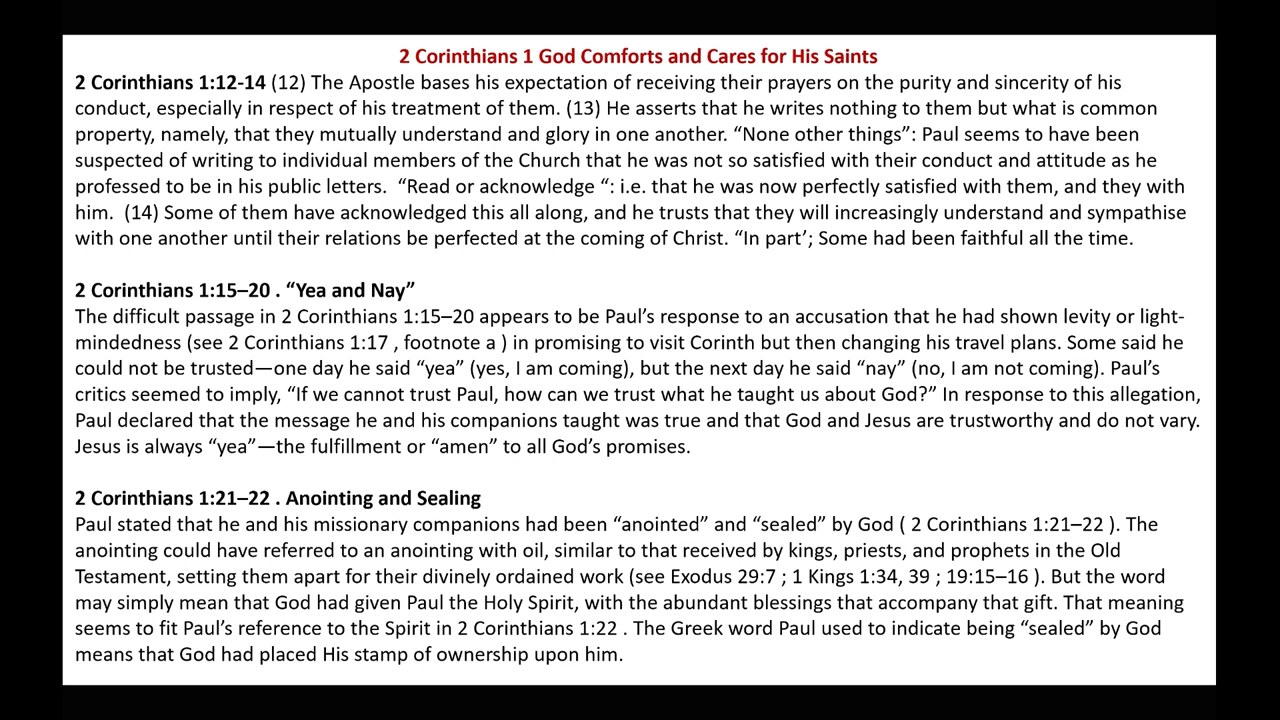 2 Corinthians 1 God Comforts and Cares for His Saints
2 Corinthians 1:12-14 (12) The Apostle bases his expectation of receiving their prayers on the purity and sincerity of his
conduct, especially in respect of his treatment of them. (13) He asserts that he writes nothing to them but what is common
property, namely, that they mutually understand and glory in one another. “None other things”: Paul seems to have been
suspected of writing to individual members of the Church that he was not so satisfied with their conduct and attitude as he
professed to be in his public letters.  “Read or acknowledge “: i.e. that he was now perfectly satisfied with them, and they with
him.  (14) Some of them have acknowledged this all along, and he trusts that they will increasingly understand and sympathise
with one another until their relations be perfected at the coming of Christ. “In part’; Some had been faithful all the time.
2 Corinthians 1:15–20 . “Yea and Nay”
The difficult passage in 2 Corinthians 1:15–20 appears to be Paul’s response to an accusation that he had shown levity or light-
mindedness (see 2 Corinthians 1:17 , footnote a ) in promising to visit Corinth but then changing his travel plans. Some said he
could not be trusted—one day he said “yea” (yes, I am coming), but the next day he said “nay” (no, I am not coming). Paul’s
critics seemed to imply, “If we cannot trust Paul, how can we trust what he taught us about God?” In response to this allegation,
Paul declared that the message he and his companions taught was true and that God and Jesus are trustworthy and do not vary.
Jesus is always “yea”—the fulfillment or “amen” to all God’s promises.
2 Corinthians 1:21–22 . Anointing and Sealing
Paul stated that he and his missionary companions had been “anointed” and “sealed” by God ( 2 Corinthians 1:21–22 ). The
anointing could have referred to an anointing with oil, similar to that received by kings, priests, and prophets in the Old
Testament, setting them apart for their divinely ordained work (see Exodus 29:7 ; 1 Kings 1:34, 39 ; 19:15–16 ). But the word
may simply mean that God had given Paul the Holy Spirit, with the abundant blessings that accompany that gift. That meaning
seems to fit Paul’s reference to the Spirit in 2 Corinthians 1:22 . The Greek word Paul used to indicate being “sealed” by God
means that God had placed His stamp of ownership upon him.